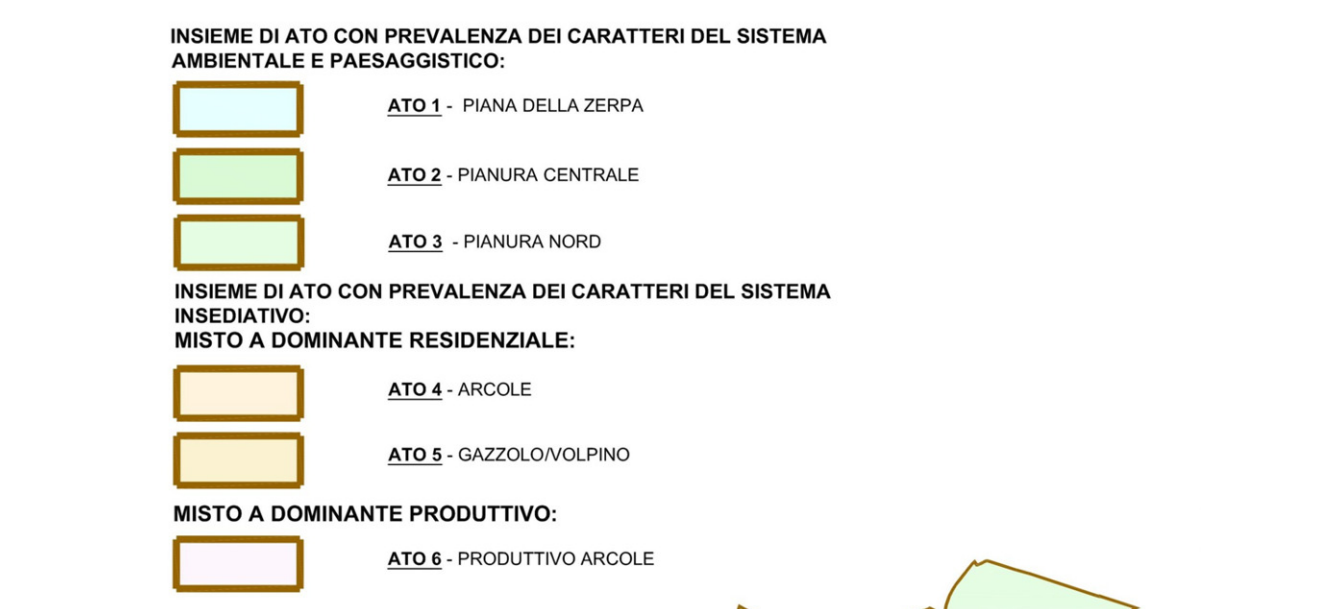 INSIEME DI ATO CON PREVALENZA DEI CARATTERI DEL SISTEMA
AMBIENTALE E PAESAGGISTICO:
ATO 1 - PIANA DELLA ZERPA
ATO 2 - PIANURA CENTRALE
ATO 3 - PIANURA NORD
INSIEME DI ATO CON PREVALENZA DEI CARATTERI DEL SISTEMA
INSEDIATIVO:
MISTO A DOMINANTE RESIDENZIALE:
ATO 4 - ARCOLE
ATO 5 - GAZZOLO/VOLPINO
MISTO A DOMINANTE PRODUTTIVO:
ATO 6 - PRODUTTIVO ARCOLE